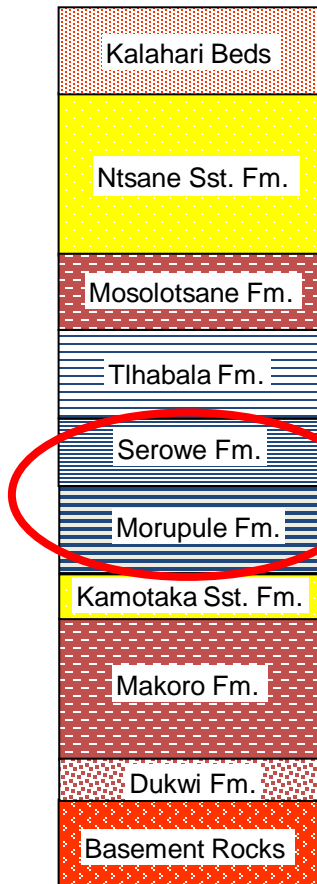 Kalahari Beds
Ntsane Sst. Fm.
Mosolotsane Fm.
Tlhabala Fm.
Serowe Fm.
Morupule Fm.
Kamotaka Sst. Fm.
Makoro Fm.
Dukwi Fm.
Basement Rocks